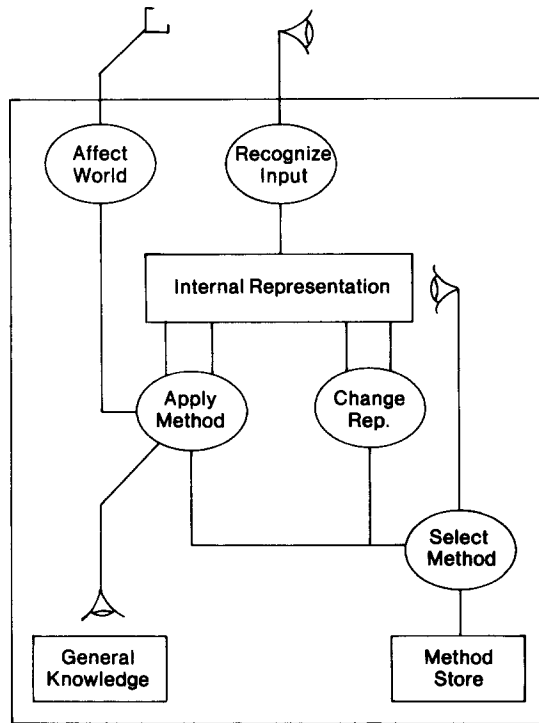 Affect
World
Recognize
Input
Internal Representation
Apply
Method
Change
Rep.
Select
Method
General
Knowledge
Method
Store